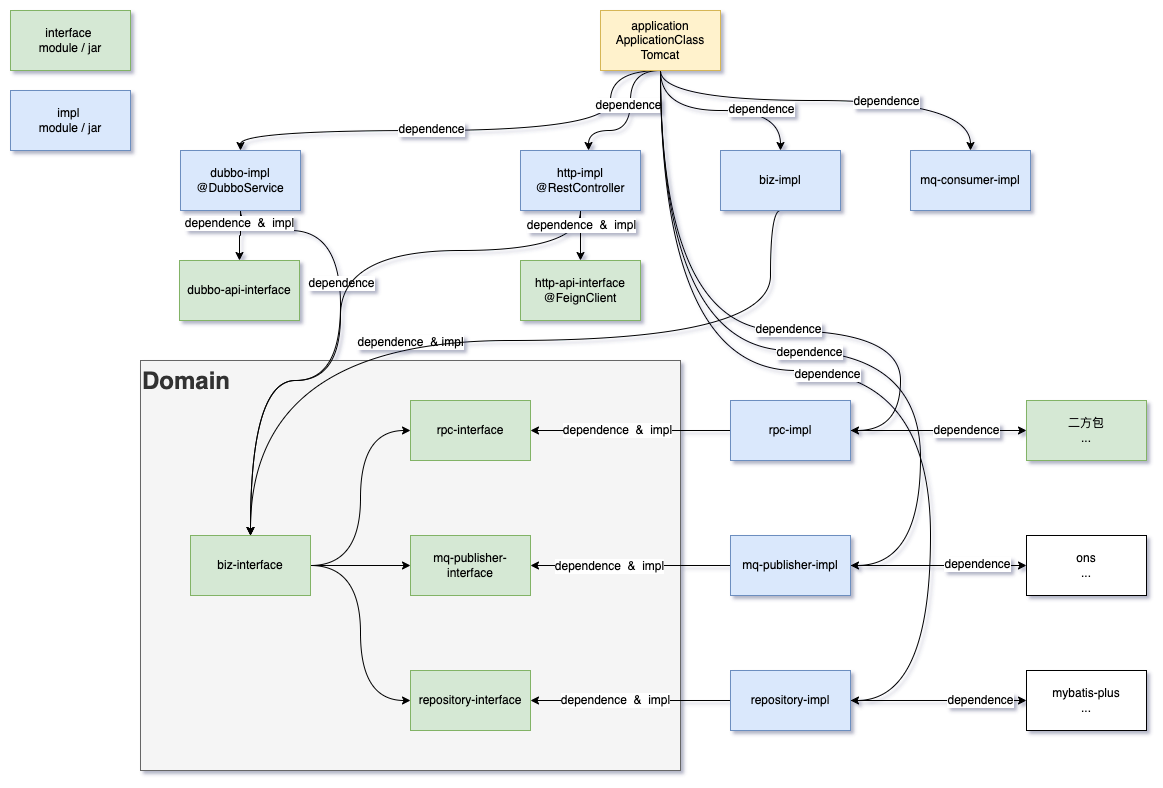 interface
module / jar
application
ApplicationClass
Tomcat
impl
module / jar
dependence
dependence
dependence
dependence
dubbo-impl
@DubboService
http-impl
@RestController
biz-impl
mq-consumer-impl
dependence & impl
dependence & impl
dubbo-api-interface
dependence
http-api-interface
@FeignClient
dependence
dependence & impl
dependence
dependence
Domain
rpc-interface
dependence & impl
rpc-impl
dependence
二方包
...
biz-interface
mq-publisher-
interface
dependence & impl
mq-publisher-impl
dependence
ons
...
repository-interface
dependence & impl
repository-impl
dependence
mybatis-plus
...